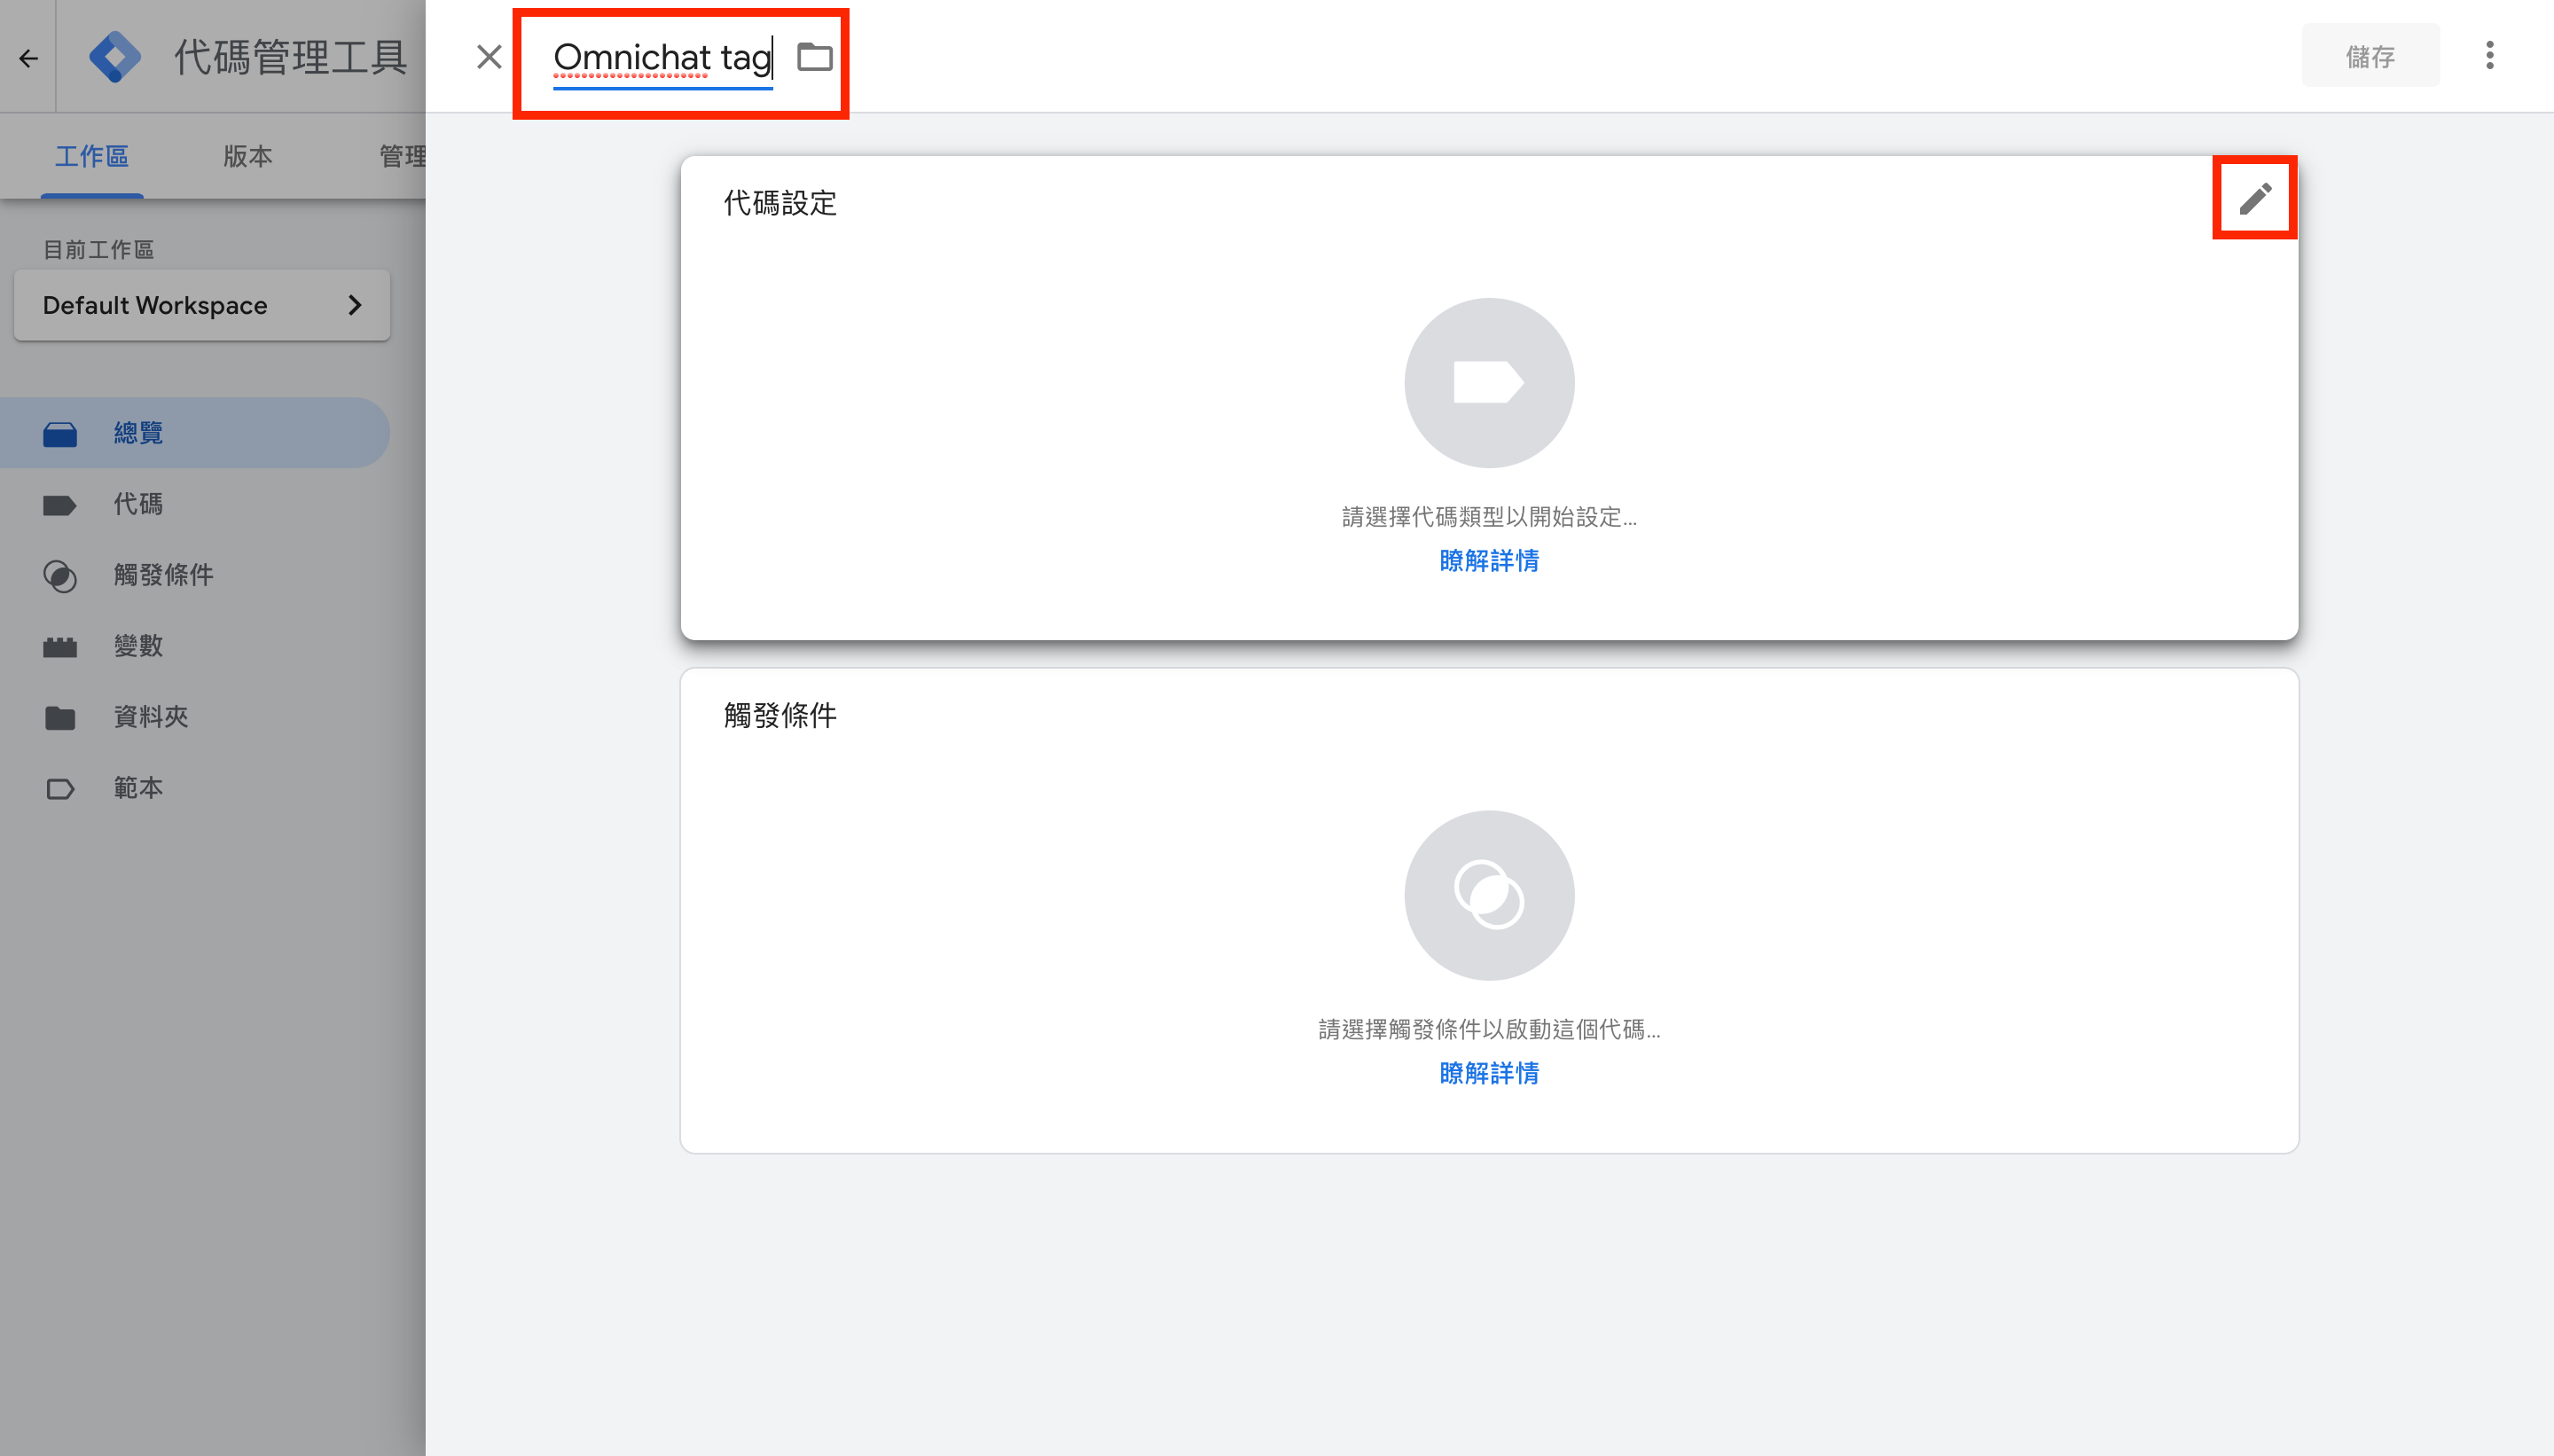 代碼管理工具
Omnichat tag
儲存
工作區
版本
管理
目前工作區
Default Workspace
總覽
代碼
觸發條件
變數
資料夾
範本
代碼設定
請選擇代碼類型以開始設定...
瞭解詳情
觸發條件
請選擇觸發條件以啟動這個代碼...
瞭解詳情